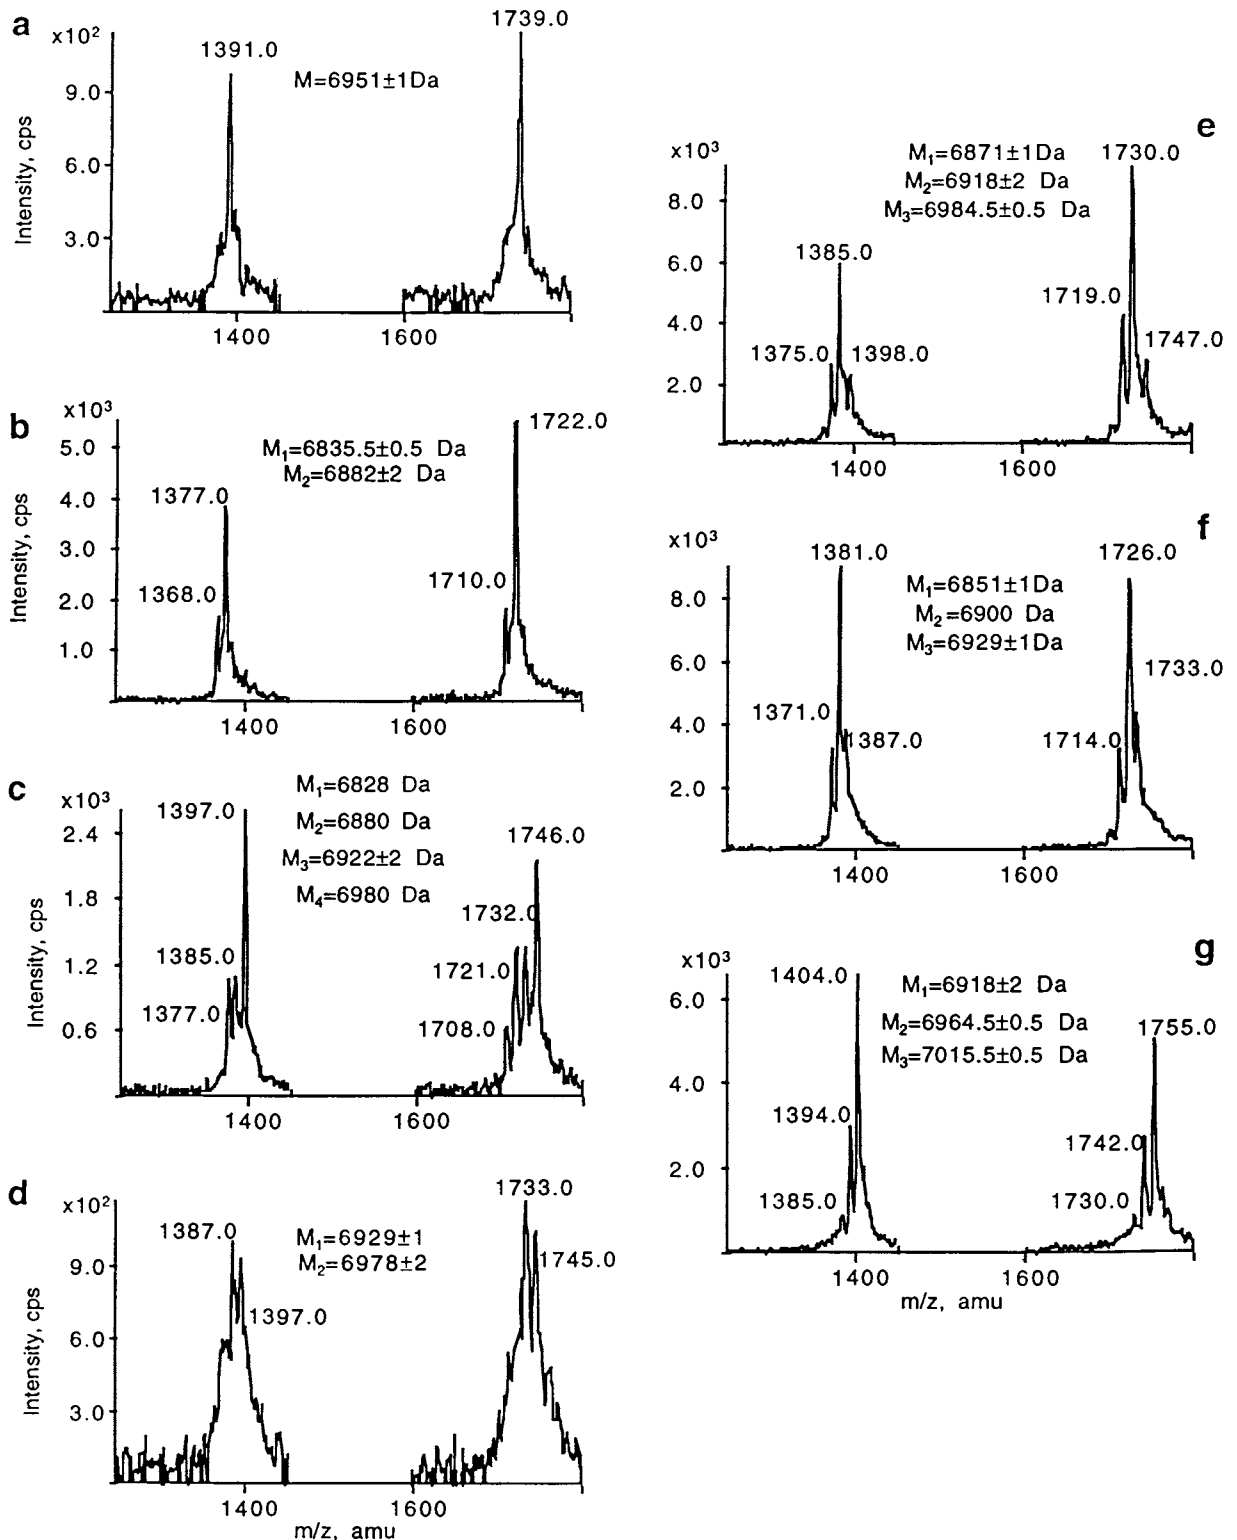 a
x10²
1739.0
1391.0
M=6951±1Da
9.0
6.0
3.0
Intensity, cps
1400
1600
b
x10³
1722.0
M₁=6835.5±0.5 Da
M₂=6882±2 Da
5.0
1377.0
4.0
3.0
1710.0
1368.0
2.0
1.0
Intensity, cps
1400
1600
c
x10³
M₁=6828 Da
1397.0
M₂=6880 Da
1746.0
2.4
M₃=6922±2 Da
M₄=6980 Da
1.8
1732.0
1385.0
1.2
1721.0
1377.0
1708.0
0.6
Intensity, cps
1400
1600
d
x10²
1733.0
1387.0
M₁=6929±1
M₂=6978±2
1745.0
9.0
1397.0
6.0
3.0
Intensity, cps
1400
1600
m/z, amu
e
x10³
M₁=6871±1Da
1730.0
M₂=6918±2 Da
M₃=6984.5±0.5 Da
8.0
1385.0
6.0
1719.0
4.0
1747.0
1375.0
1398.0
2.0
1400
1600
f
x10³
1381.0
1726.0
M₁=6851±1Da
8.0
M₂=6900 Da
M₃=6929±1Da
6.0
1733.0
1371.0
4.0
1387.0
1714.0
2.0
1400
1600
g
x10³
1404.0
M₁=6918±2 Da
6.0
M₂=6964.5±0.5 Da
1755.0
M₃=7015.5±0.5 Da
4.0
1394.0
1742.0
2.0
1385.0
1730.0
1400
1600
m/z, amu